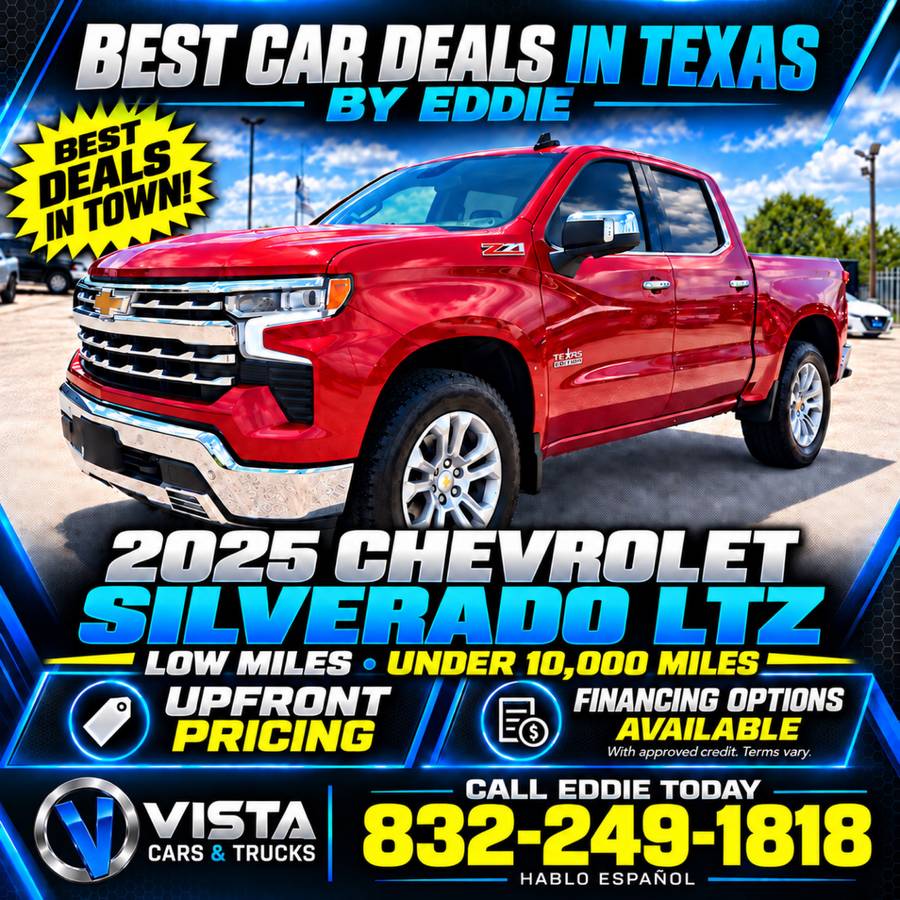 BEST CAR DEALS IN TEXAS
BY EDDIE
BEST
DEALS
IN TOWN!
Z71
TEXAS
EDITION
2025 CHEVROLET
SILVERADO LTZ
LOW MILES • UNDER 10,000 MILES
UPFRONT
PRICING
FINANCING OPTIONS
AVAILABLE
With approved credit. Terms vary.
V
VISTA
CARS & TRUCKS
CALL EDDIE TODAY
832-249-1818
HABLO ESPAÑOL